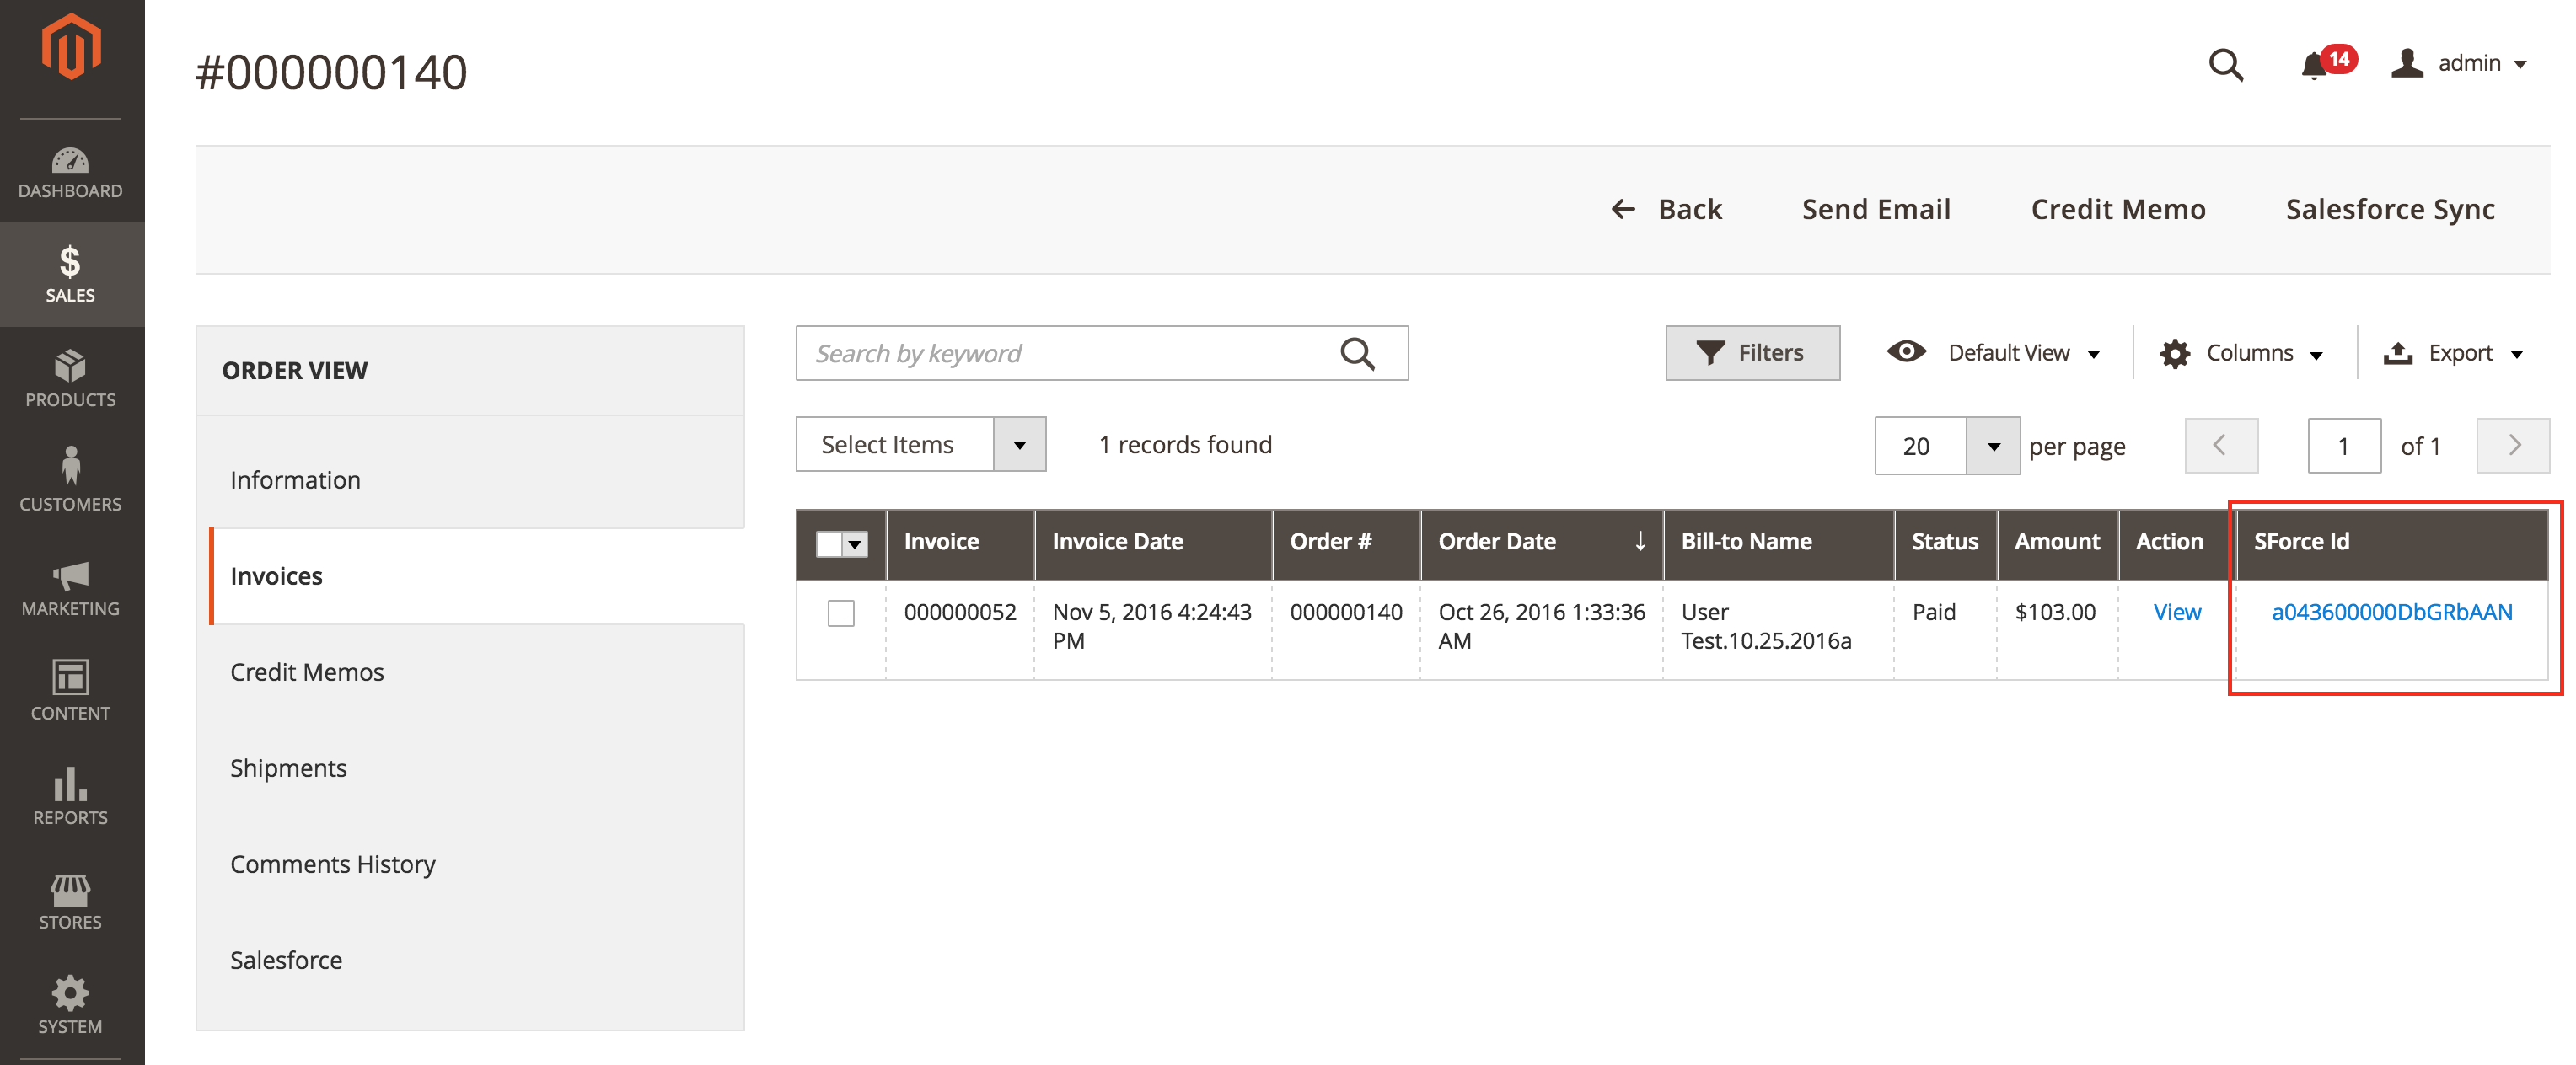 #000000140
14
admin
DASHBOARD
SALES
PRODUCTS
CUSTOMERS
MARKETING
CONTENT
REPORTS
STORES
SYSTEM
Back Send Email Credit Memo Salesforce Sync
ORDER VIEW
Information
Invoices
Credit Memos
Shipments
Comments History
Salesforce
Search by keyword
Filters Default View Columns Export
Select Items 1 records found 20 per page 1 of 1
Invoice Invoice Date Order # Order Date Bill-to Name Status Amount Action SForce Id
000000052 Nov 5, 2016 4:24:43 000000140 Oct 26, 2016 1:33:36 User Paid $103.00 View a043600000DbGRbAAN
PM AM Test.10.25.2016a